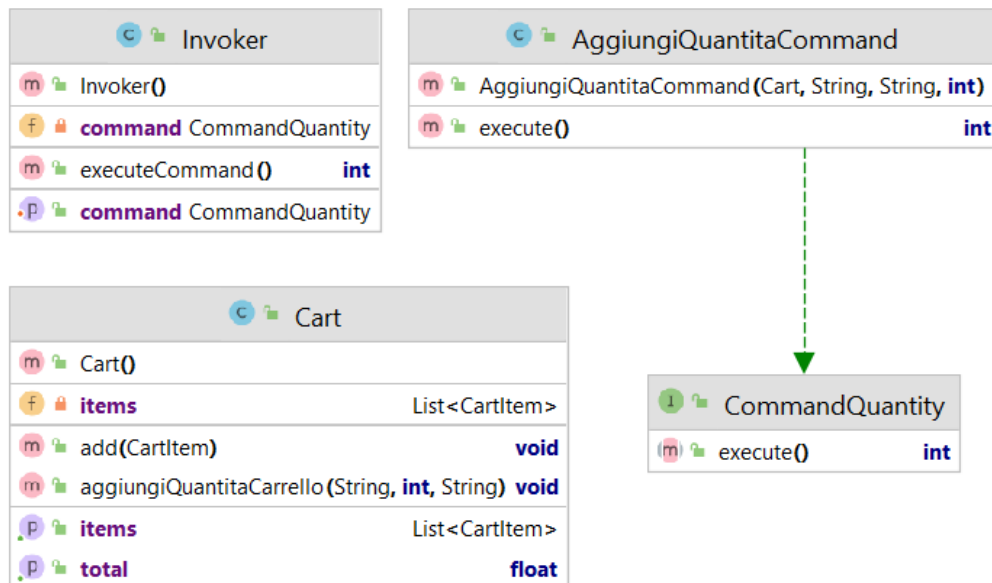 C Invoker
m Invoker()
f command CommandQuantity
m executeCommand() int
p command CommandQuantity
C AggiungiQuantitaCommand
m AggiungiQuantitaCommand(Cart, String, String, int)
m execute() int
C Cart
m Cart()
f items List<CartItem>
m add(CartItem) void
m aggiungiQuantitaCarrello(String, int, String) void
p items List<CartItem>
p total float
I CommandQuantity
m execute() int